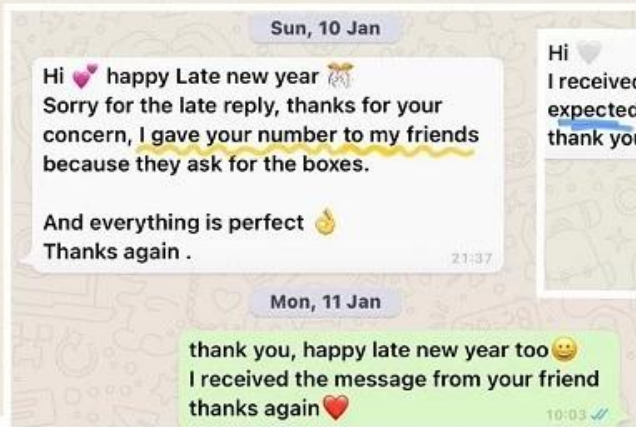 Sun, 10 Jan
Hi 💕 happy Late new year 🎊
Sorry for the late reply, thanks for your
concern, I gave your number to my friends
because they ask for the boxes.
And everything is perfect 👌
Thanks again .
21:37
Mon, 11 Jan
thank you, happy late new year too😀
I received the message from your friend
thanks again❤️
10:03
Hi 🤍
I received
expected
thank